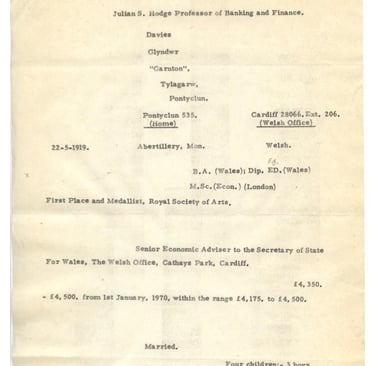 Julian S. Hodge Professor of Banking and Finance.
Davies
Glyndwr
"Garnton",
Tylagarw,
Pontyclun.
Pontyclun 535. Cardiff 28066. Ext. 206.
(Home) (Welsh Office)
22-5-1919. Abertillery, Mon. Welsh.
B.A. (Wales); Dip. ED. (Wales)
M.Sc. (Econ.) (London)
First Place and Medallist, Royal Society of Arts.
Senior Economic Adviser to the Secretary of State
For Wales, The Welsh Office, Cathays Park, Cardiff.
£4,350.
- £4,500. from 1st January, 1970, within the range £4,175. to £4,500.
Married.
Four children:- 3 boys